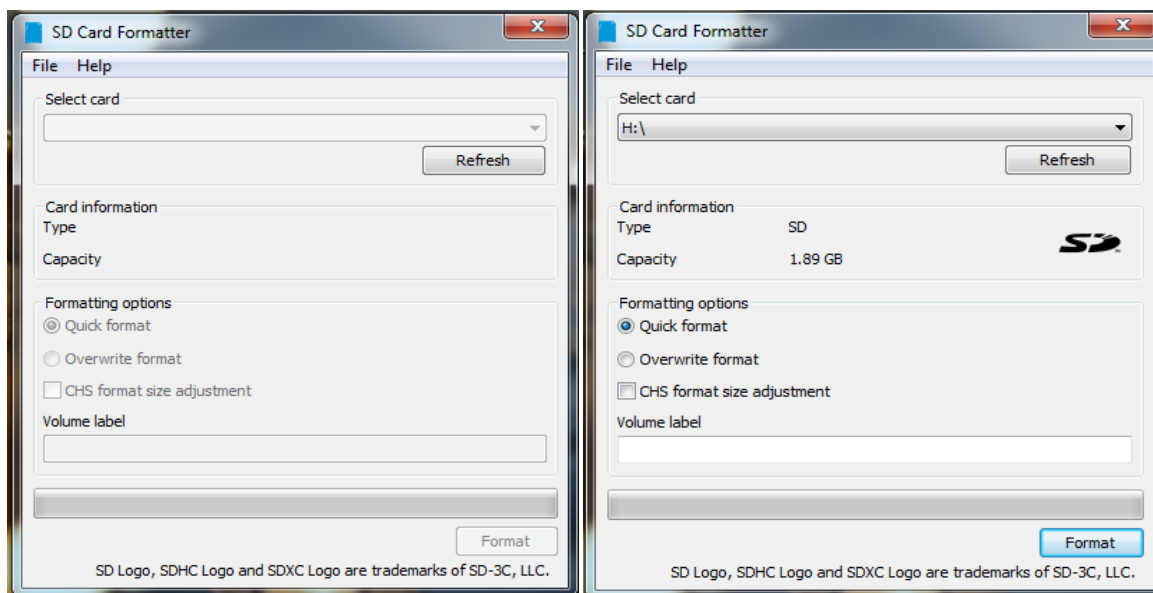 SD Card Formatter
File Help
Select card
Refresh
Card information
Type
Capacity
Formatting options
Quick format
Overwrite format
CHS format size adjustment
Volume label
Format
SD Logo, SDHC Logo and SDXC Logo are trademarks of SD-3C, LLC.
SD Card Formatter
File Help
Select card
H:\
Refresh
Card information
Type SD
SD
Capacity 1.89 GB
Formatting options
Quick format
Overwrite format
CHS format size adjustment
Volume label
Format
SD Logo, SDHC Logo and SDXC Logo are trademarks of SD-3C, LLC.